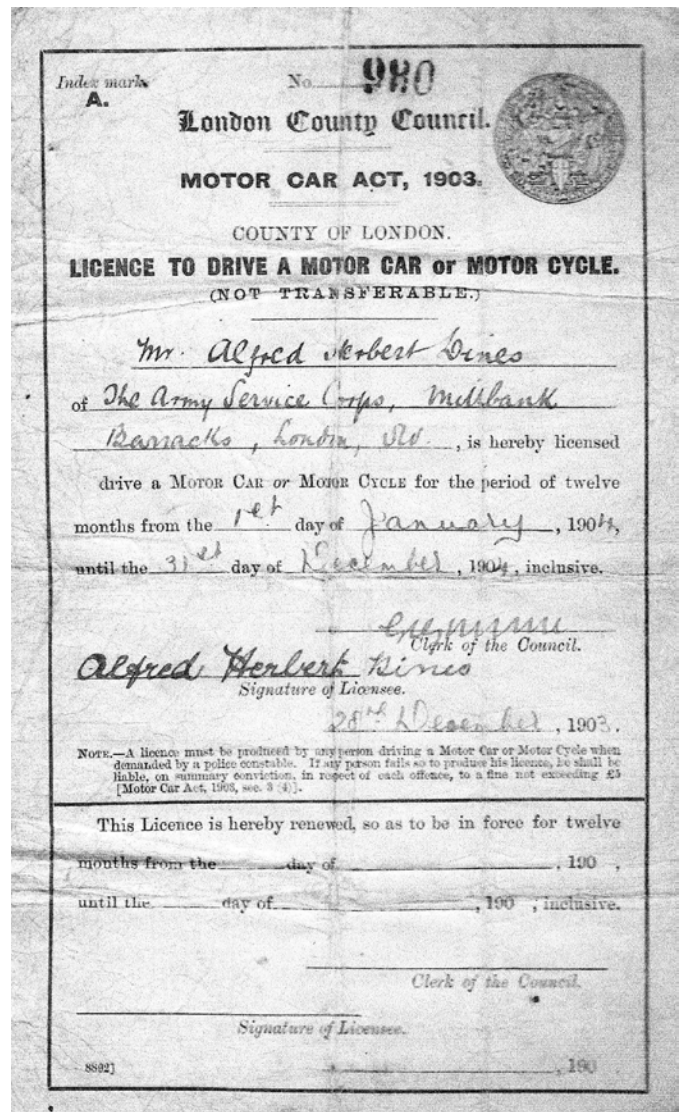 Index mark
A.
No. 980
London County Council.
MOTOR CAR ACT, 1903.
COUNTY OF LONDON.
LICENCE TO DRIVE A MOTOR CAR or MOTOR CYCLE.
(NOT TRANSFERABLE.)
Mr. Alfred Herbert Dines
of The Army Service Corps, Millbank
Barracks, London, , is hereby licensed
drive a MOTOR CAR or MOTOR CYCLE for the period of twelve
months from the 1st day of January, 1904,
until the 31st day of December, 1904, inclusive.
Clerk of the Council.
Alfred Herbert Dines
Signature of Licensee.
28 December, 1903.
NOTE.—A licence must be produced by any person driving a Motor Car or Motor Cycle when
demanded by a police constable. If any person fails so to produce his licence, he shall be
liable, on summary conviction, in respect of each offence, to a fine not exceeding £5
[Motor Car Act, 1903, sec. 3 (4)].
This Licence is hereby renewed, so as to be in force for twelve
months from the day of , 190 ,
until the day of , 190 , inclusive.
Clerk of the Council.
Signature of Licensee.
8892] , 190